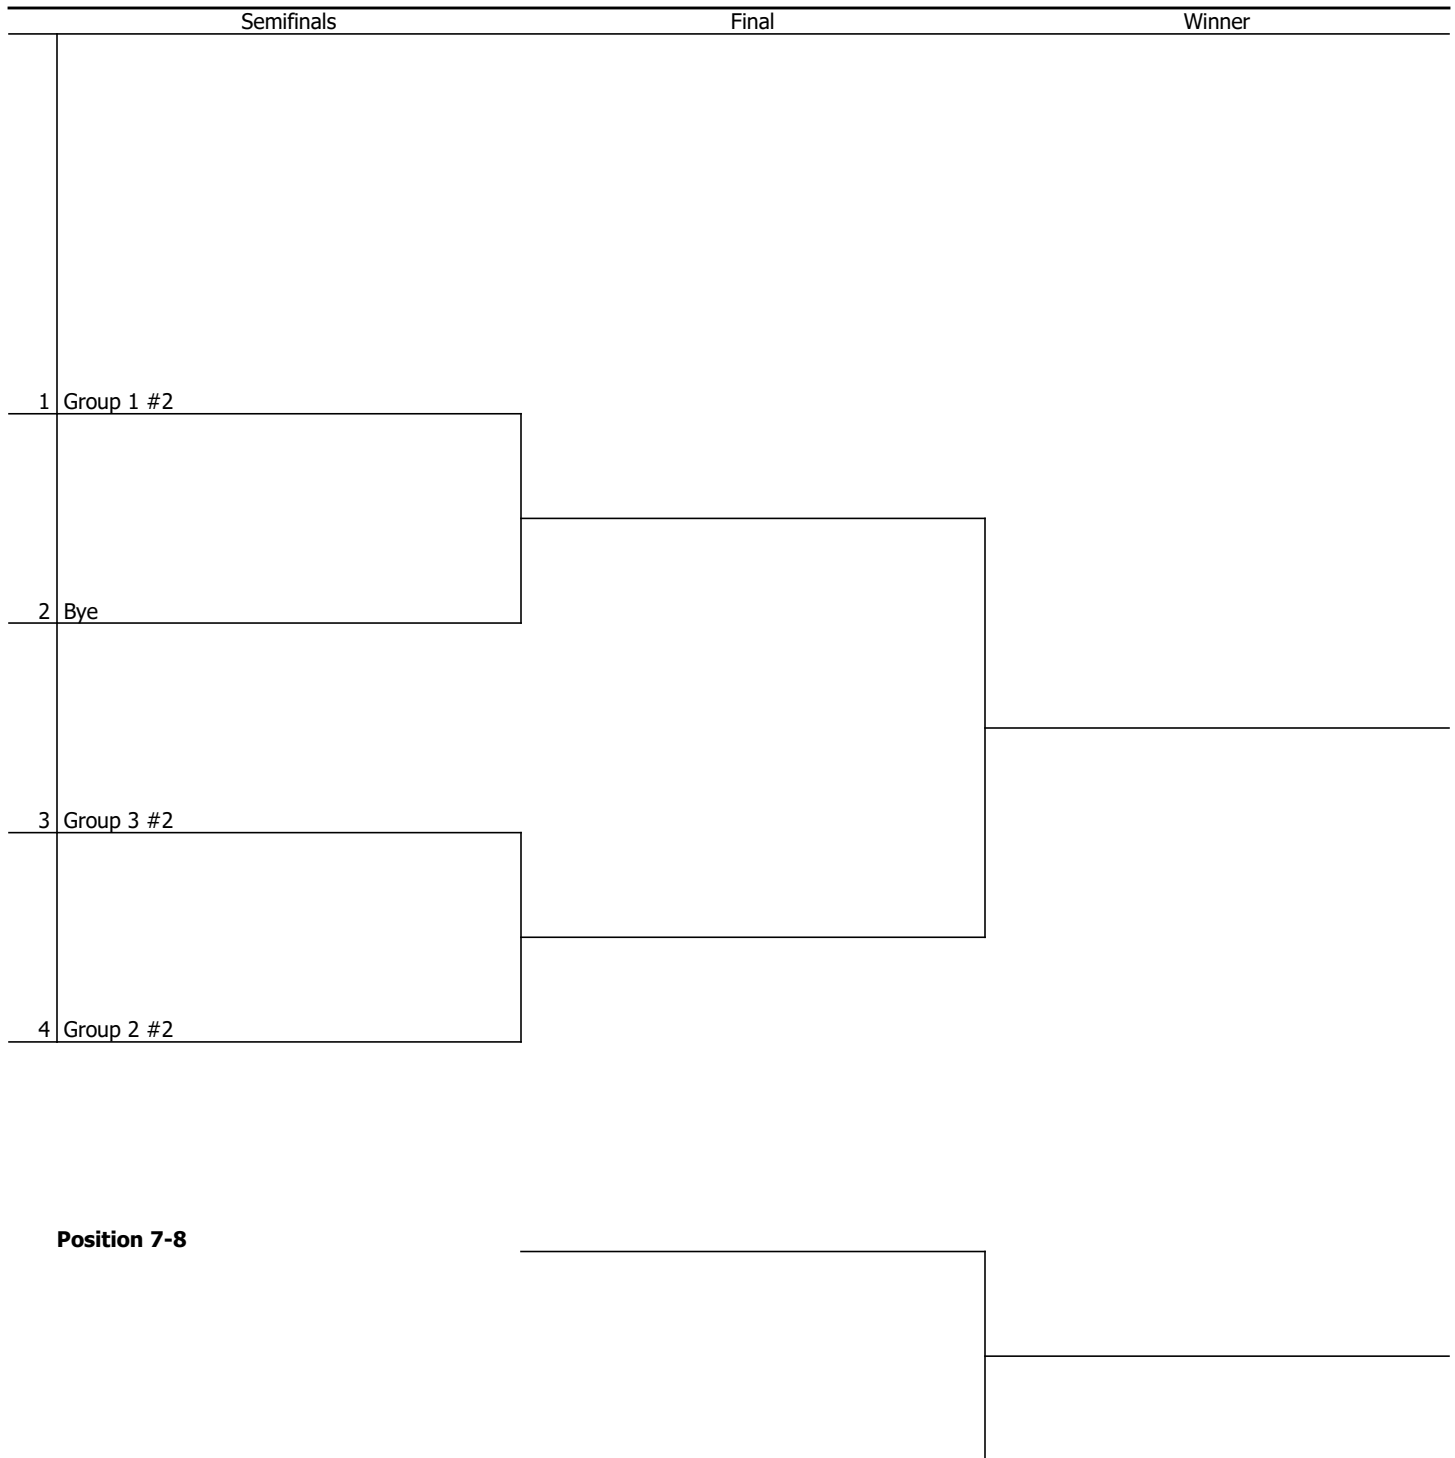 Semifinals Final Winner
1 Group 1 #2
2 Bye
3 Group 3 #2
4 Group 2 #2
Position 7-8